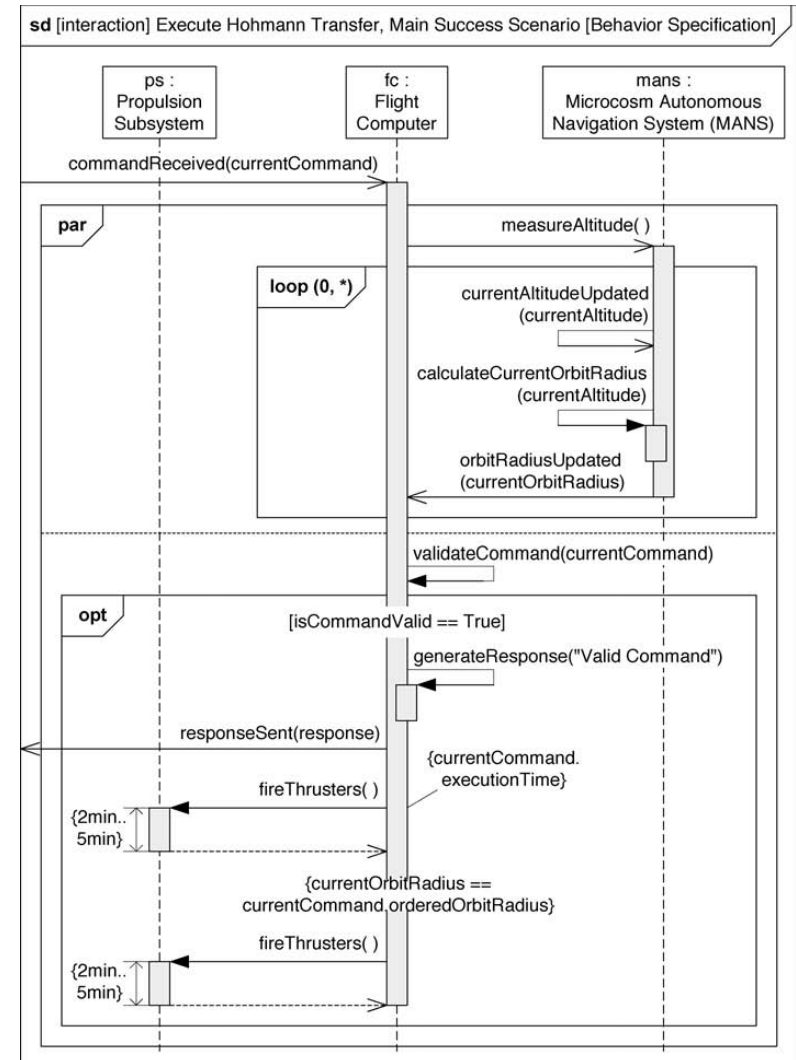 sd [interaction] Execute Hohmann Transfer, Main Success Scenario [Behavior Specification]
ps :
Propulsion
Subsystem
fc :
Flight
Computer
mans :
Microcosm Autonomous
Navigation System (MANS)
commandReceived(currentCommand)
par
measureAltitude( )
loop (0, *)
currentAltitudeUpdated
(currentAltitude)
calculateCurrentOrbitRadius
(currentAltitude)
orbitRadiusUpdated
(currentOrbitRadius)
validateCommand(currentCommand)
opt
[isCommandValid == True]
generateResponse("Valid Command")
responseSent(response)
{currentCommand.
executionTime}
fireThrusters( )
{2min..
5min}
{currentOrbitRadius ==
currentCommand.orderedOrbitRadius}
fireThrusters( )
{2min..
5min}